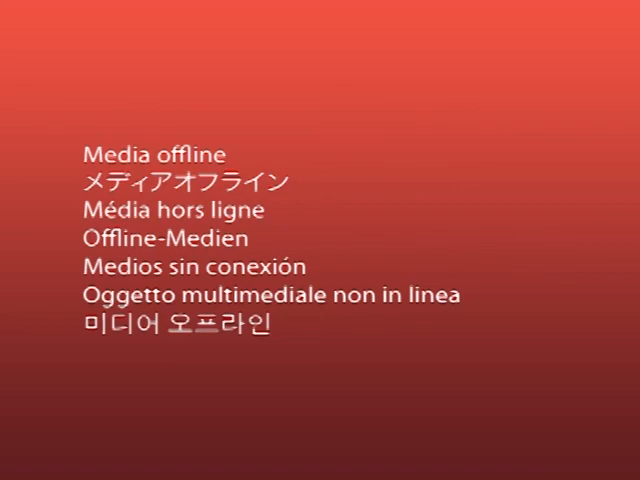 Media offline
メディアオフライン
Média hors ligne
Offline-Medien
Medios sin conexión
Oggetto multimediale non in linea
미디어 오프라인